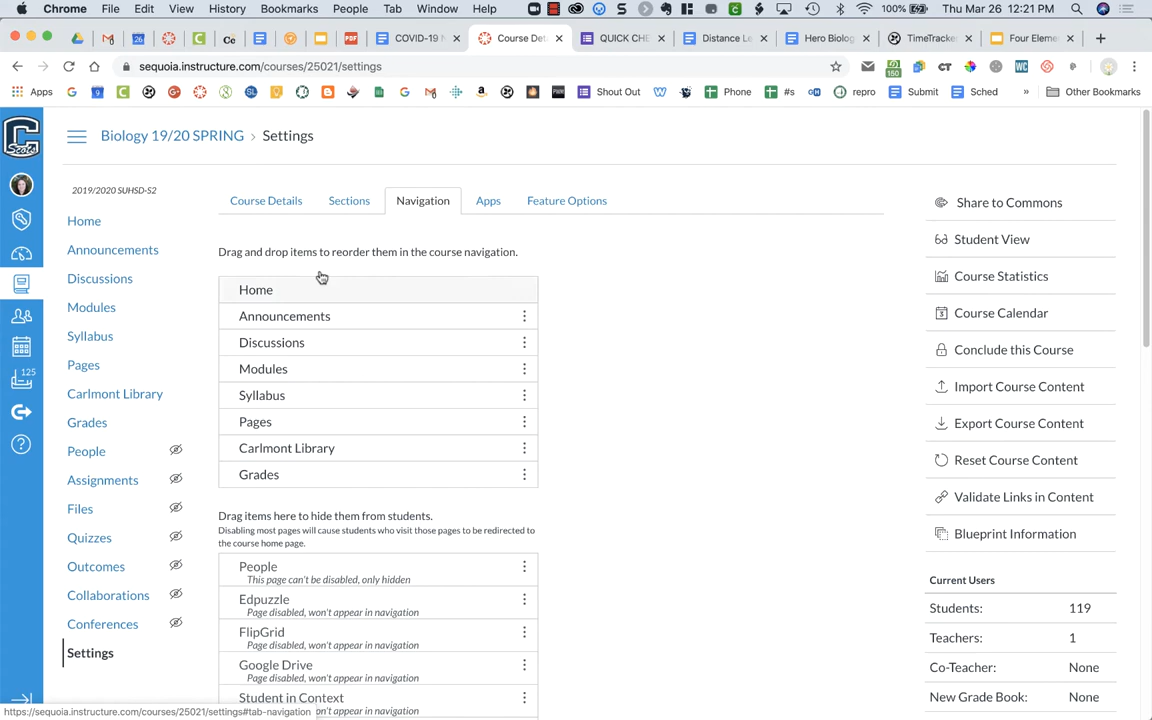 Chrome File Edit View History Bookmarks People Tab Window Help 100% Thu Mar 26 12:21 PM
COVID-19 N Course Det QUICK CHE Distance Le Hero Biolog TimeTracker Four Eleme
sequoia.instructure.com/courses/25021/settings
Apps Shout Out Phone #s repro Submit Sched » Other Bookmarks
Biology 19/20 SPRING › Settings
2019/2020 SUHSD-S2
Home
Announcements
Discussions
Modules
Syllabus
Pages
Carlmont Library
Grades
People
Assignments
Files
Quizzes
Outcomes
Collaborations
Conferences
Settings
125
Course Details Sections Navigation Apps Feature Options
Drag and drop items to reorder them in the course navigation.
Home
Announcements
Discussions
Modules
Syllabus
Pages
Carlmont Library
Grades
Drag items here to hide them from students.
Disabling most pages will cause students who visit those pages to be redirected to
the course home page.
People
This page can't be disabled, only hidden
Edpuzzle
Page disabled, won't appear in navigation
FlipGrid
Page disabled, won't appear in navigation
Google Drive
Page disabled, won't appear in navigation
Student in Context
on't appear in navigation
Share to Commons
Student View
Course Statistics
Course Calendar
Conclude this Course
Import Course Content
Export Course Content
Reset Course Content
Validate Links in Content
Blueprint Information
Current Users
Students: 119
Teachers: 1
Co-Teacher: None
New Grade Book: None
https://sequoia.instructure.com/courses/25021/settings#tab-navigation